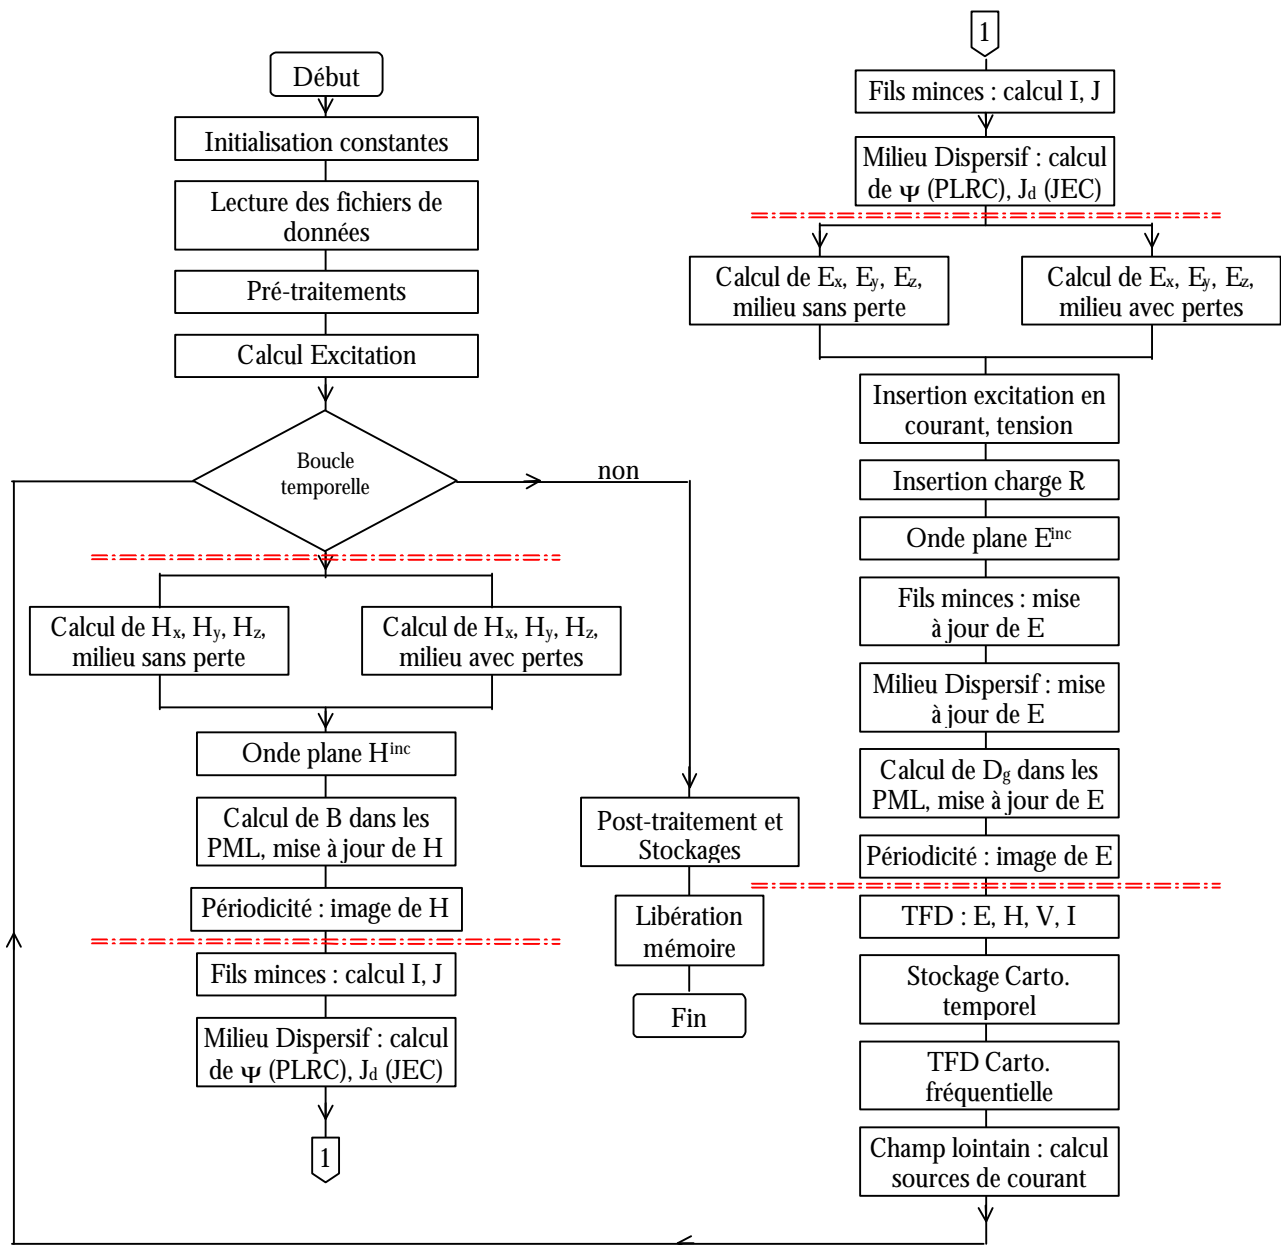 Début
Initialisation constantes
Lecture des fichiers de
données
Pré-traitements
Calcul Excitation
Boucle
temporelle
non
Calcul de Hx, Hy, Hz,
milieu sans perte
Calcul de Hx, Hy, Hz,
milieu avec pertes
Onde plane Hinc
Calcul de B dans les
PML, mise à jour de H
Périodicité : image de H
Fils minces : calcul I, J
Milieu Dispersif : calcul
de Ψ (PLRC), Jd (JEC)
1
Post-traitement et
Stockages
Libération
mémoire
Fin
1
Fils minces : calcul I, J
Milieu Dispersif : calcul
de Ψ (PLRC), Jd (JEC)
Calcul de Ex, Ey, Ez,
milieu sans perte
Calcul de Ex, Ey, Ez,
milieu avec pertes
Insertion excitation en
courant, tension
Insertion charge R
Onde plane Einc
Fils minces : mise
à jour de E
Milieu Dispersif : mise
à jour de E
Calcul de Dg dans les
PML, mise à jour de E
Périodicité : image de E
TFD : E, H, V, I
Stockage Carto.
temporel
TFD Carto.
fréquentielle
Champ lointain : calcul
sources de courant